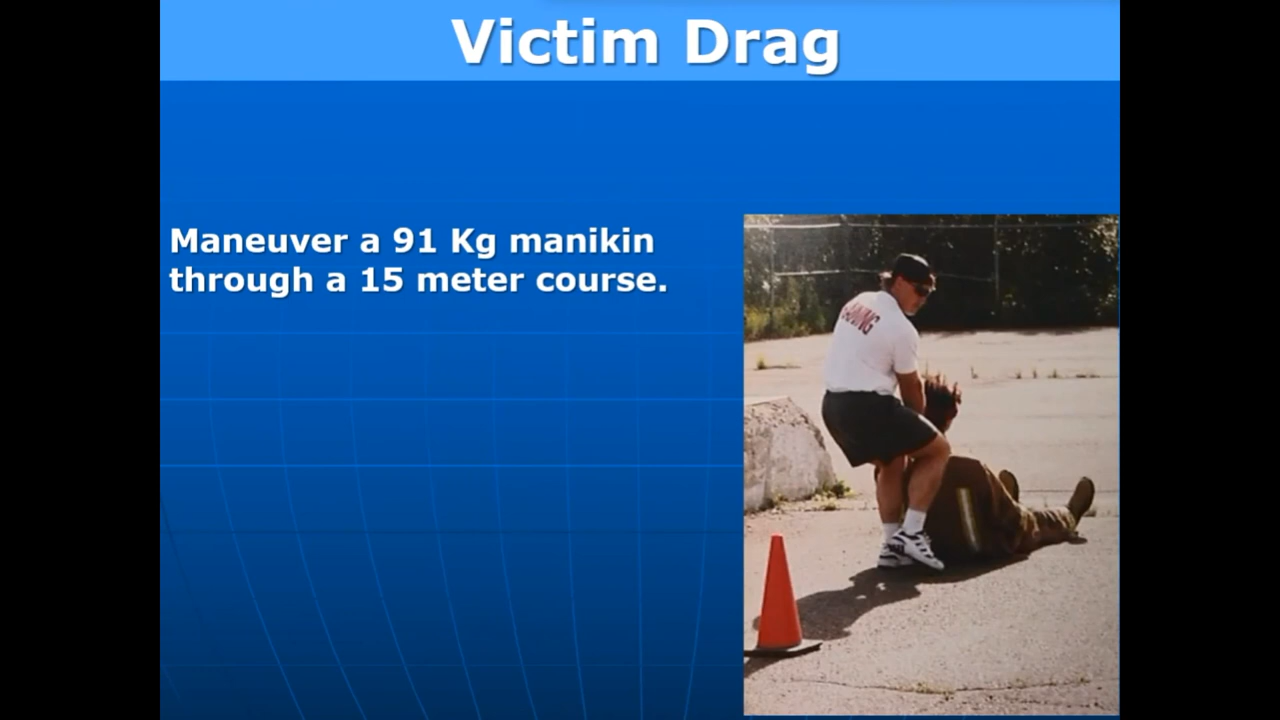 Victim Drag
Maneuver a 91 Kg manikin
through a 15 meter course.